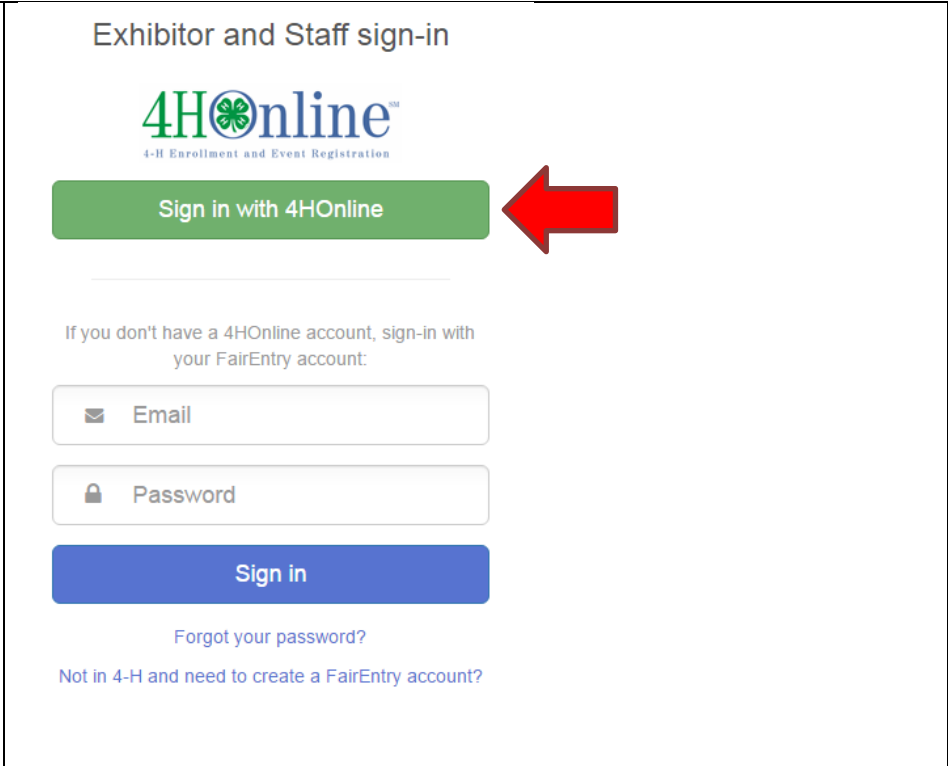 Exhibitor and Staff sign-in
4HOnline℠
4-H Enrollment and Event Registration
Sign in with 4HOnline
If you don't have a 4HOnline account, sign-in with
your FairEntry account:
Email
Password
Sign in
Forgot your password?
Not in 4-H and need to create a FairEntry account?